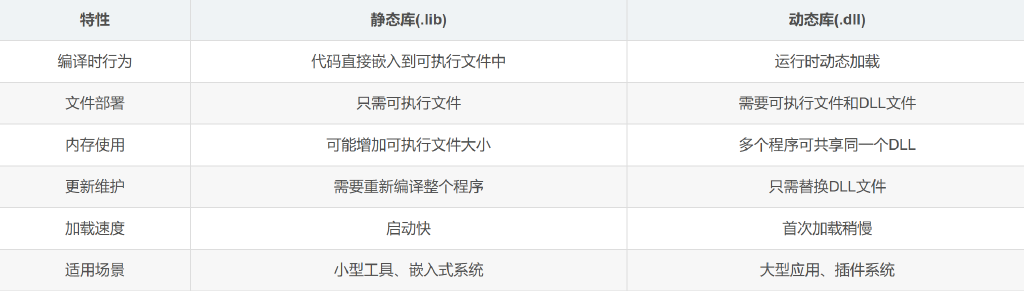 特性 静态库(.lib) 动态库(.dll)
编译时行为 代码直接嵌入到可执行文件中 运行时动态加载
文件部署 只需可执行文件 需要可执行文件和DLL文件
内存使用 可能增加可执行文件大小 多个程序可共享同一个DLL
更新维护 需要重新编译整个程序 只需替换DLL文件
加载速度 启动快 首次加载稍慢
适用场景 小型工具、嵌入式系统 大型应用、插件系统